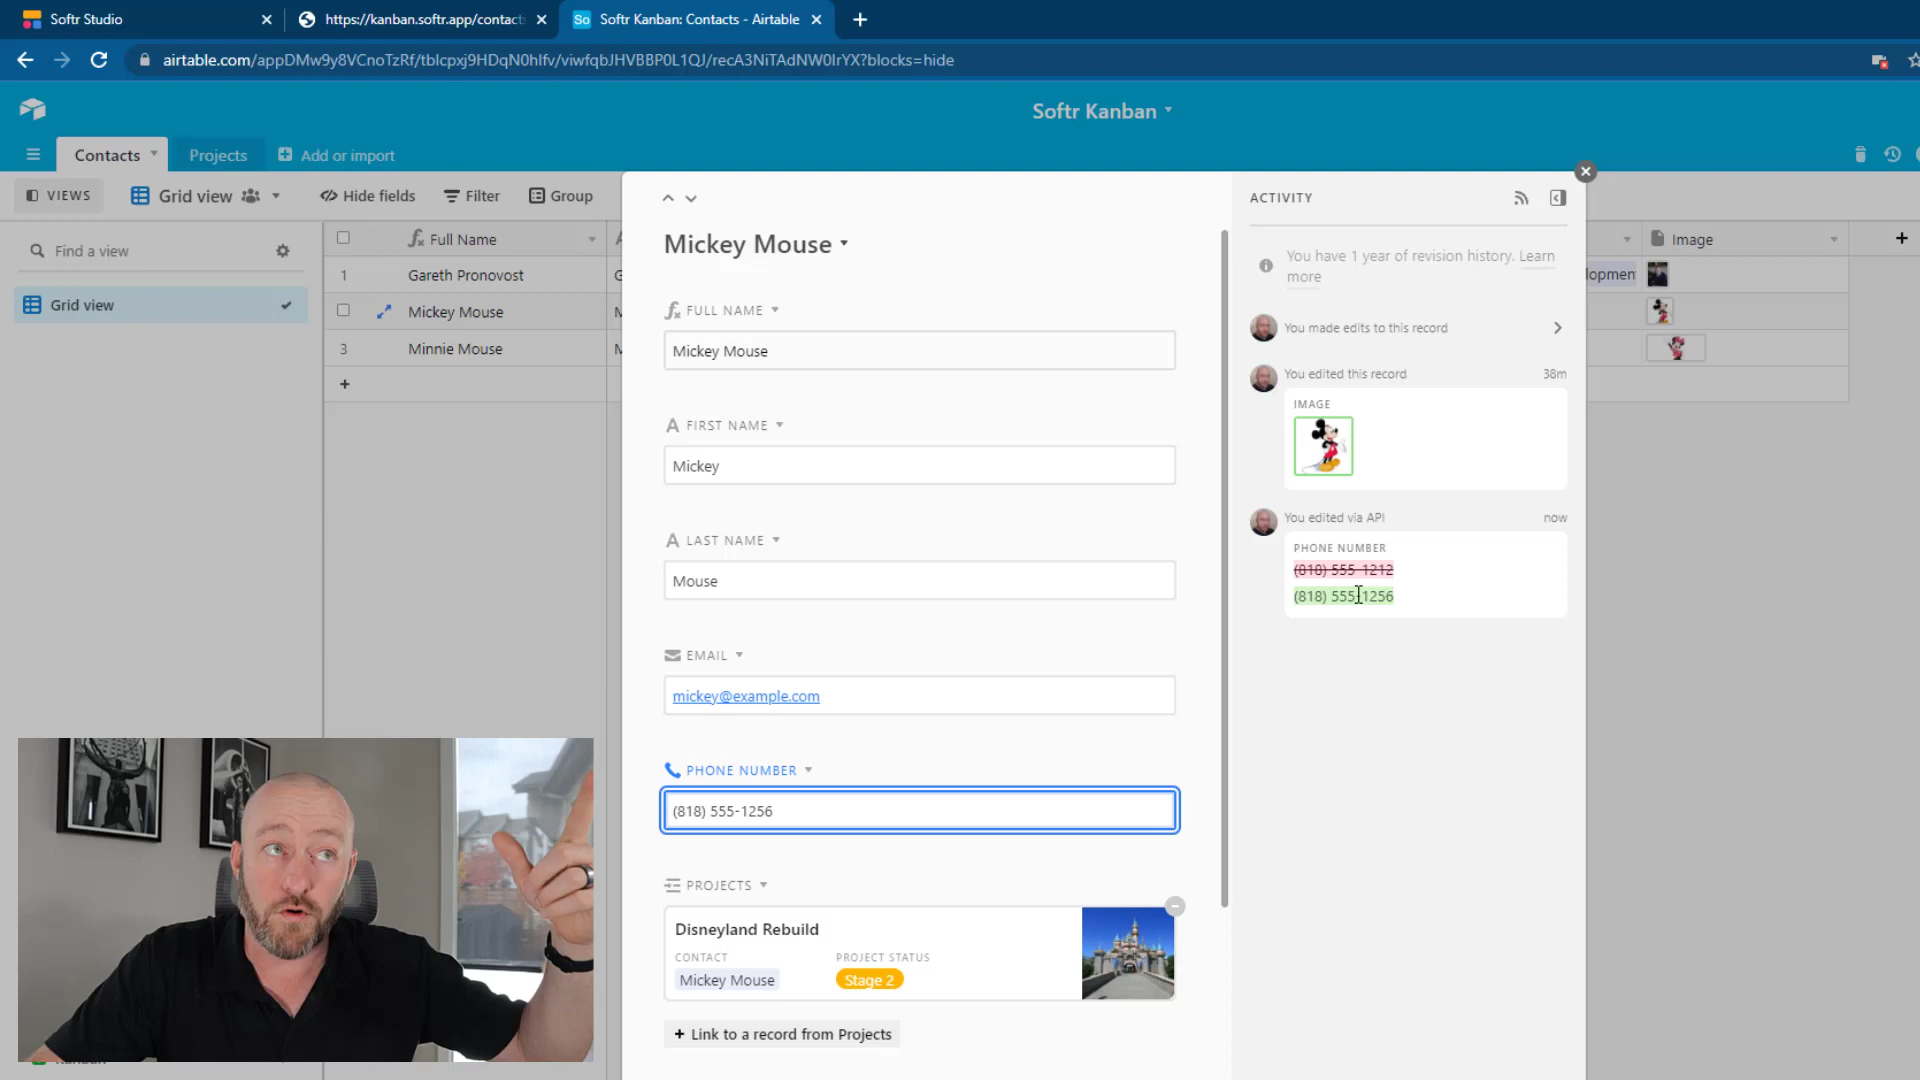 Softr Studio
https://kanban.softr.app/contacts
So
Softr Kanban: Contacts - Airtable
airtable.com/appDMw9y8VCnoTzRf/tblcpxj9HDqN0hlfv/viwfqbJHVBBP0L1QJ/recA3NiTAdNW0IrYX?blocks=hide
Softr Kanban
Contacts
Projects
Add or import
VIEWS
Grid view
Hide fields
Filter
Group
Find a view
Grid view
Full Name
A
1
Gareth Pronovost
G
Mickey Mouse
M
3
Minnie Mouse
M
Mickey Mouse
FULL NAME
Mickey Mouse
A FIRST NAME
Mickey
A LAST NAME
Mouse
EMAIL
mickey@example.com
PHONE NUMBER
(818) 555-1256
PROJECTS
Disneyland Rebuild
CONTACT
PROJECT STATUS
Mickey Mouse
Stage 2
+ Link to a record from Projects
ACTIVITY
You have 1 year of revision history. Learn
more
You made edits to this record
You edited this record
38m
IMAGE
You edited via API
now
PHONE NUMBER
(818) 555-1212
(818) 555-1256
Image
lopmen